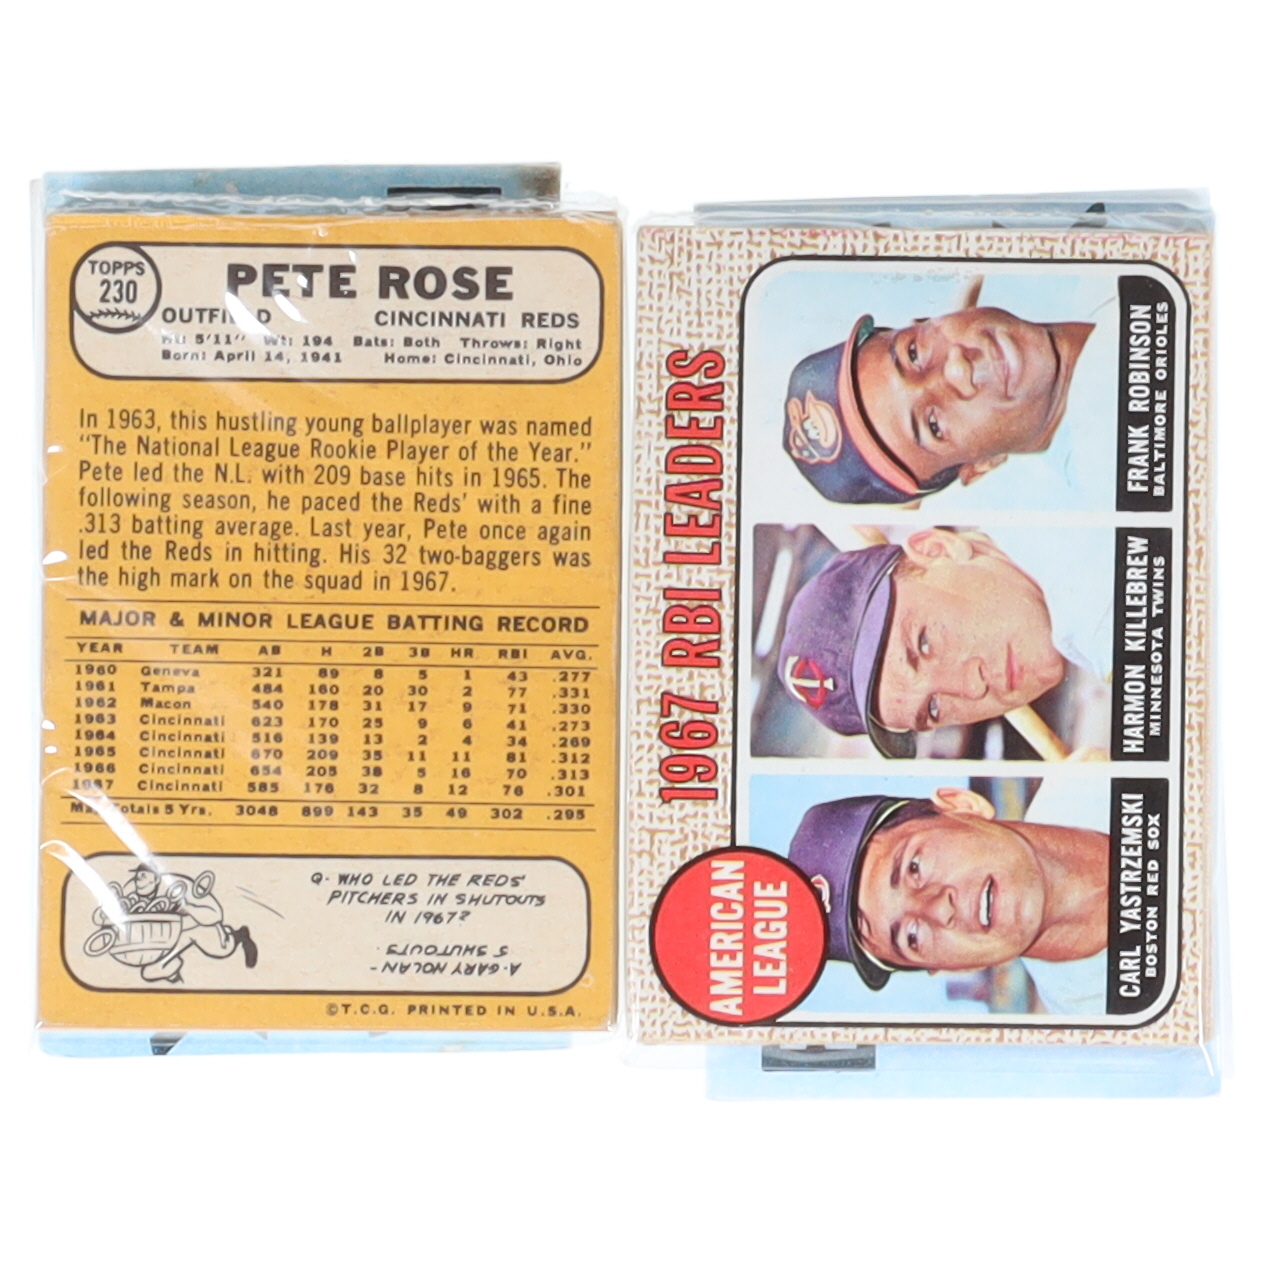 TOPPS
230
PETE ROSE
OUTFI D CINCINNATI REDS
Ht: 5'11" Wt: 194 Bats: Both Throws: Right
Born: April 14, 1941 Home: Cincinnati, Ohio
In 1963, this hustling young ballplayer was named
"The National League Rookie Player of the Year."
Pete led the N.L. with 209 base hits in 1965. The
following season, he paced the Reds' with a fine
.313 batting average. Last year, Pete once again
led the Reds in hitting. His 32 two-baggers was
the high mark on the squad in 1967.
MAJOR & MINOR LEAGUE BATTING RECORD
YEAR TEAM AB H 2B 3B HR RBI AVG.
1960 Geneva 321 89 8 5 1 43 .277
1961 Tampa 484 160 20 30 2 77 .331
1962 Macon 540 178 31 17 9 71 .330
1963 Cincinnati 623 170 25 9 6 41 .273
1964 Cincinnati 516 139 13 2 4 34 .269
1965 Cincinnati 670 209 35 11 11 81 .312
1966 Cincinnati 654 205 38 5 16 70 .313
1967 Cincinnati 585 176 32 8 12 76 .301
Maj. Totals 5 Yrs. 3048 899 143 35 49 302 .295
Q. WHO LED THE REDS'
PITCHERS IN SHUTOUTS
IN 1967?
A. GARY NOLAN -
5 SHUTOUTS.
©T.C.G. PRINTED IN U.S.A.
1967 RBI LEADERS
AMERICAN
LEAGUE
CARL YASTRZEMSKI
BOSTON RED SOX
HARMON KILLEBREW
MINNESOTA TWINS
FRANK ROBINSON
BALTIMORE ORIOLES